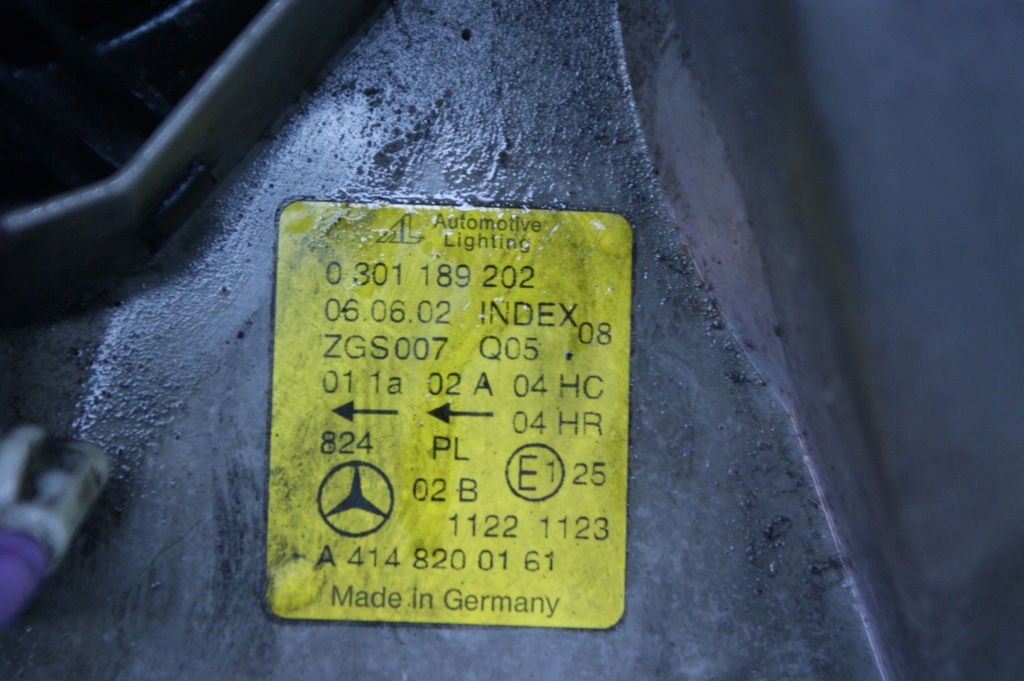 AL Automotive
Lighting
0 301 189 202
06.06.02 INDEX 08
ZGS007 Q05
01 1a 02 A 04 HC
04 HR
824 PL
02 B E1 25
1122 1123
A 414 820 01 61
Made in Germany